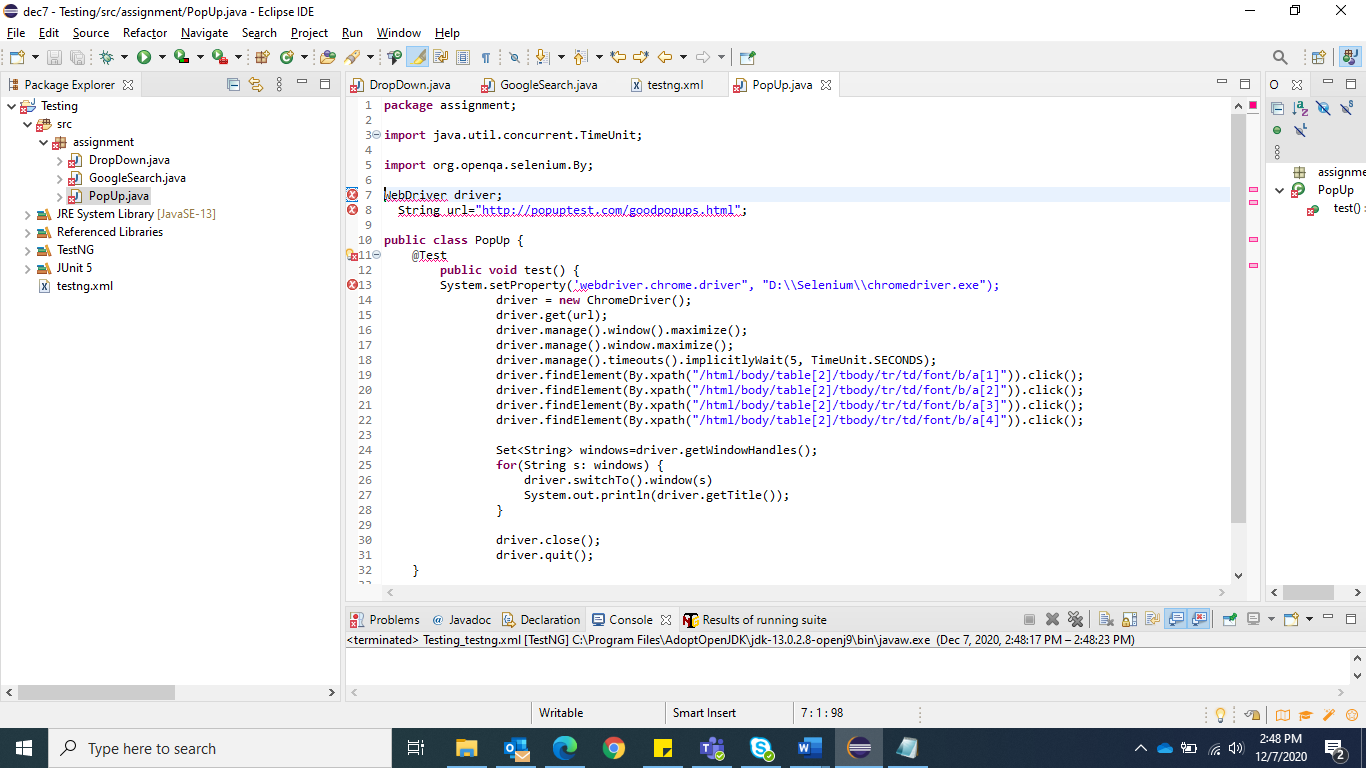 dec7 - Testing/src/assignment/PopUp.java - Eclipse IDE
File Edit Source Refactor Navigate Search Project Run Window Help
Package Explorer
Testing
src
assignment
DropDown.java
GoogleSearch.java
PopUp.java
JRE System Library [JavaSE-13]
Referenced Libraries
TestNG
JUnit 5
testng.xml
DropDown.java GoogleSearch.java testng.xml PopUp.java
1 package assignment;
2
3 import java.util.concurrent.TimeUnit;
4
5 import org.openqa.selenium.By;
6
7 WebDriver driver;
8 String url="http://popuptest.com/goodpopups.html";
9
10 public class PopUp {
11 @Test
12 public void test() {
13 System.setProperty('webdriver.chrome.driver", "D:\\Selenium\\chromedriver.exe");
14 driver = new ChromeDriver();
15 driver.get(url);
16 driver.manage().window().maximize();
17 driver.manage().window.maximize();
18 driver.manage().timeouts().implicitlyWait(5, TimeUnit.SECONDS);
19 driver.findElement(By.xpath("/html/body/table[2]/tbody/tr/td/font/b/a[1]")).click();
20 driver.findElement(By.xpath("/html/body/table[2]/tbody/tr/td/font/b/a[2]")).click();
21 driver.findElement(By.xpath("/html/body/table[2]/tbody/tr/td/font/b/a[3]")).click();
22 driver.findElement(By.xpath("/html/body/table[2]/tbody/tr/td/font/b/a[4]")).click();
23
24 Set<String> windows=driver.getWindowHandles();
25 for(String s: windows) {
26 driver.switchTo().window(s)
27 System.out.println(driver.getTitle());
28 }
29
30 driver.close();
31 driver.quit();
32 }
O
assignme
PopUp
test() :
Problems @ Javadoc Declaration Console Results of running suite
<terminated> Testing_testng.xml [TestNG] C:\Program Files\AdoptOpenJDK\jdk-13.0.2.8-openj9\bin\javaw.exe (Dec 7, 2020, 2:48:17 PM – 2:48:23 PM)
Writable Smart Insert 7 : 1 : 98
Type here to search
2:48 PM
12/7/2020
2